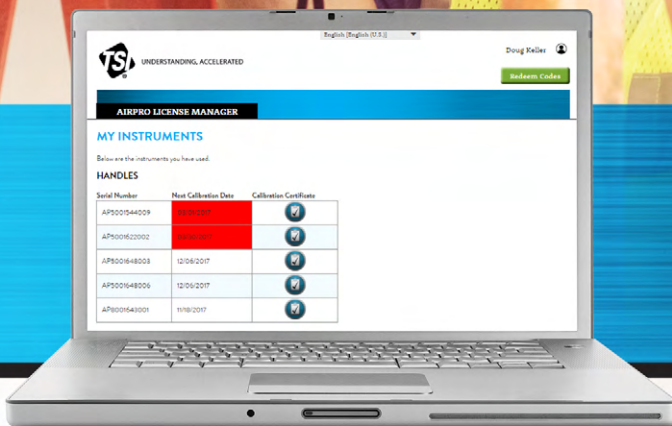 English [English (U.S.)]
TSI UNDERSTANDING, ACCELERATED
Doug Keller
Redeem Codes
AIRPRO LICENSE MANAGER
MY INSTRUMENTS
Below are the instruments you have used.
HANDLES
Serial Number Next Calibration Date Calibration Certificate
AP5001544009
AP5001622002
AP5001648003 12/06/2017
AP5001648006 12/06/2017
AP8001643001 11/18/2017